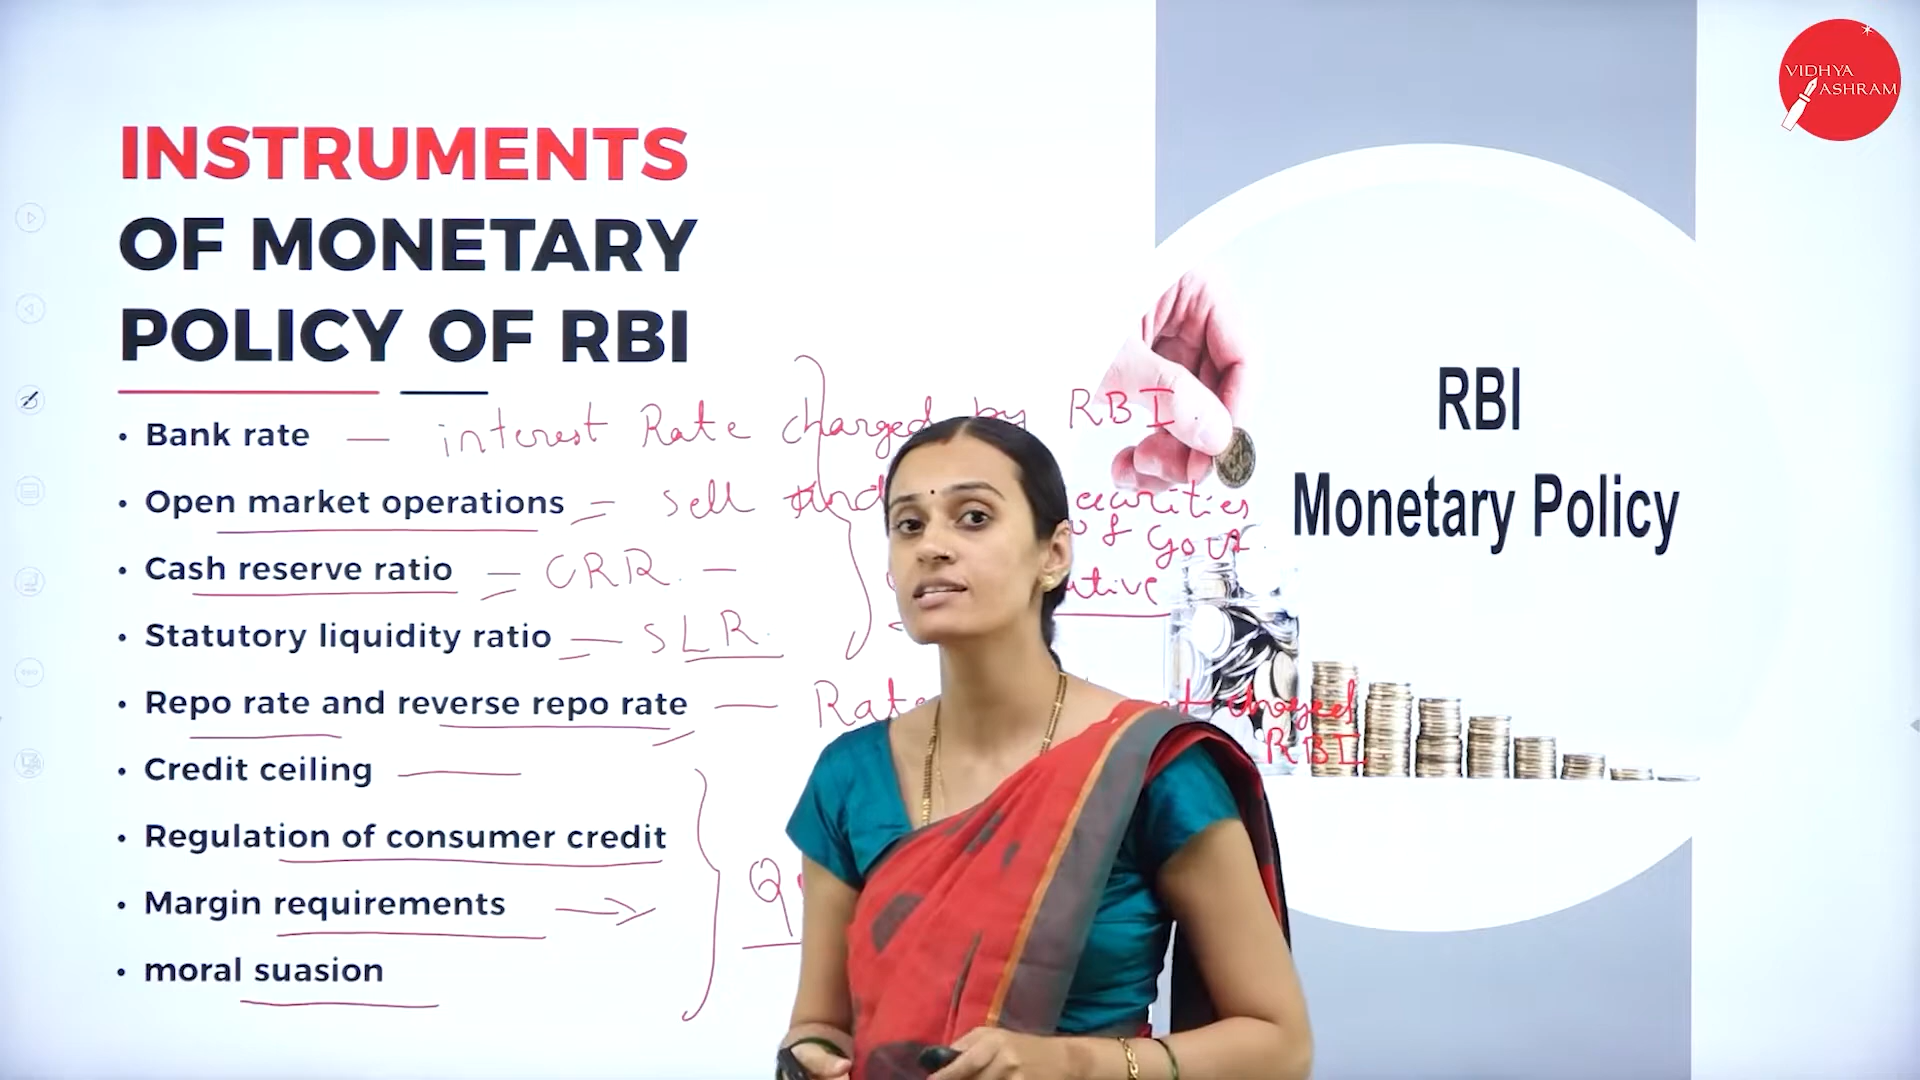 VIDHYA
ASHRAM
INSTRUMENTS
OF MONETARY
POLICY OF RBI
• Bank rate — interest Rate charged by RBI.
• Open market operations = sell and
of Govt.
• Cash reserve ratio = CRR. —
• Statutory liquidity ratio = SLR.
• Repo rate and reverse repo rate — Rate
RBI
• Credit ceiling —
• Regulation of consumer credit
• Margin requirements →
• moral suasion
RBI
Monetary Policy